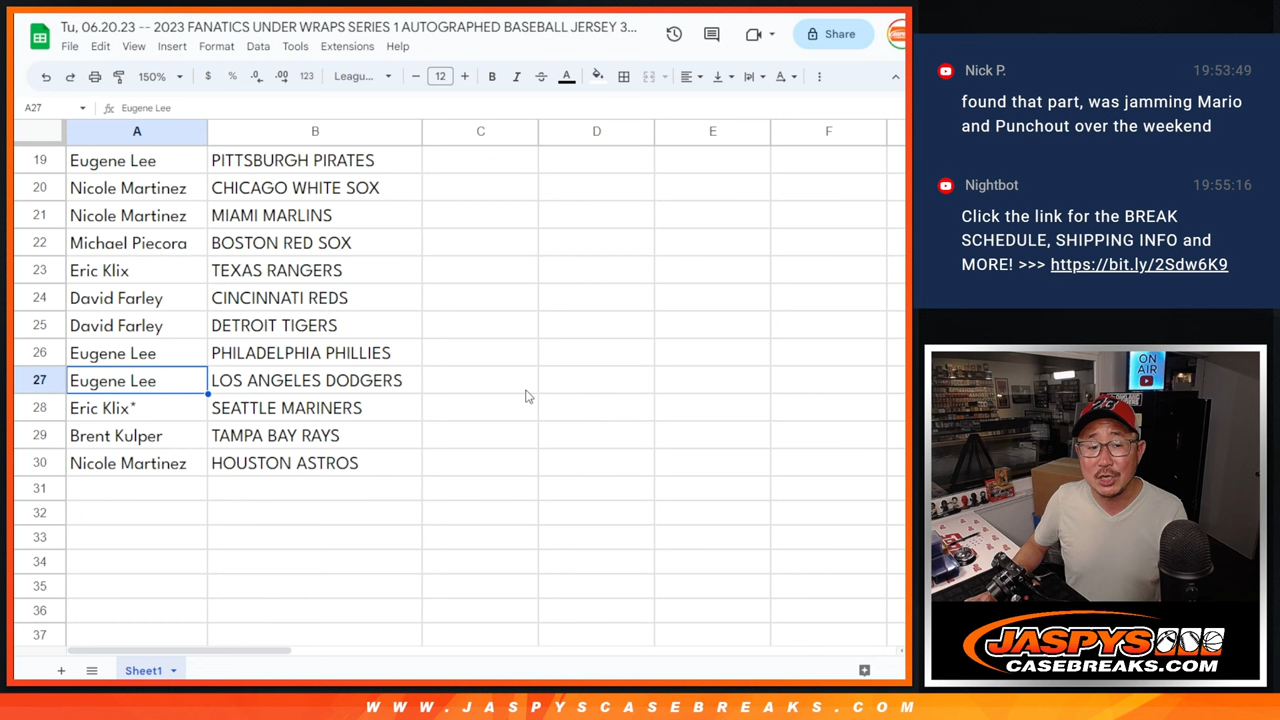 Tu, 06.20.23 -- 2023 FANATICS UNDER WRAPS SERIES 1 AUTOGRAPHED BASEBALL JERSEY 3...
File Edit View Insert Format Data Tools Extensions Help
Share
150% $ % .0 .00 123 Leagu... 12 B I A
A27 fx Eugene Lee
A B C D E F
19 Eugene Lee PITTSBURGH PIRATES
20 Nicole Martinez CHICAGO WHITE SOX
21 Nicole Martinez MIAMI MARLINS
22 Michael Piecora BOSTON RED SOX
23 Eric Klix TEXAS RANGERS
24 David Farley CINCINNATI REDS
25 David Farley DETROIT TIGERS
26 Eugene Lee PHILADELPHIA PHILLIES
27 Eugene Lee LOS ANGELES DODGERS
28 Eric Klix* SEATTLE MARINERS
29 Brent Kulper TAMPA BAY RAYS
30 Nicole Martinez HOUSTON ASTROS
31
32
33
34
35
36
37
Sheet1
Nick P. 19:53:49
found that part, was jamming Mario
and Punchout over the weekend
Nightbot 19:55:16
Click the link for the BREAK
SCHEDULE, SHIPPING INFO and
MORE! >>> https://bit.ly/2Sdw6K9
ON
AIR
JASPYS
CASEBREAKS.COM
WWW.JASPYSCASEBREAKS.COM